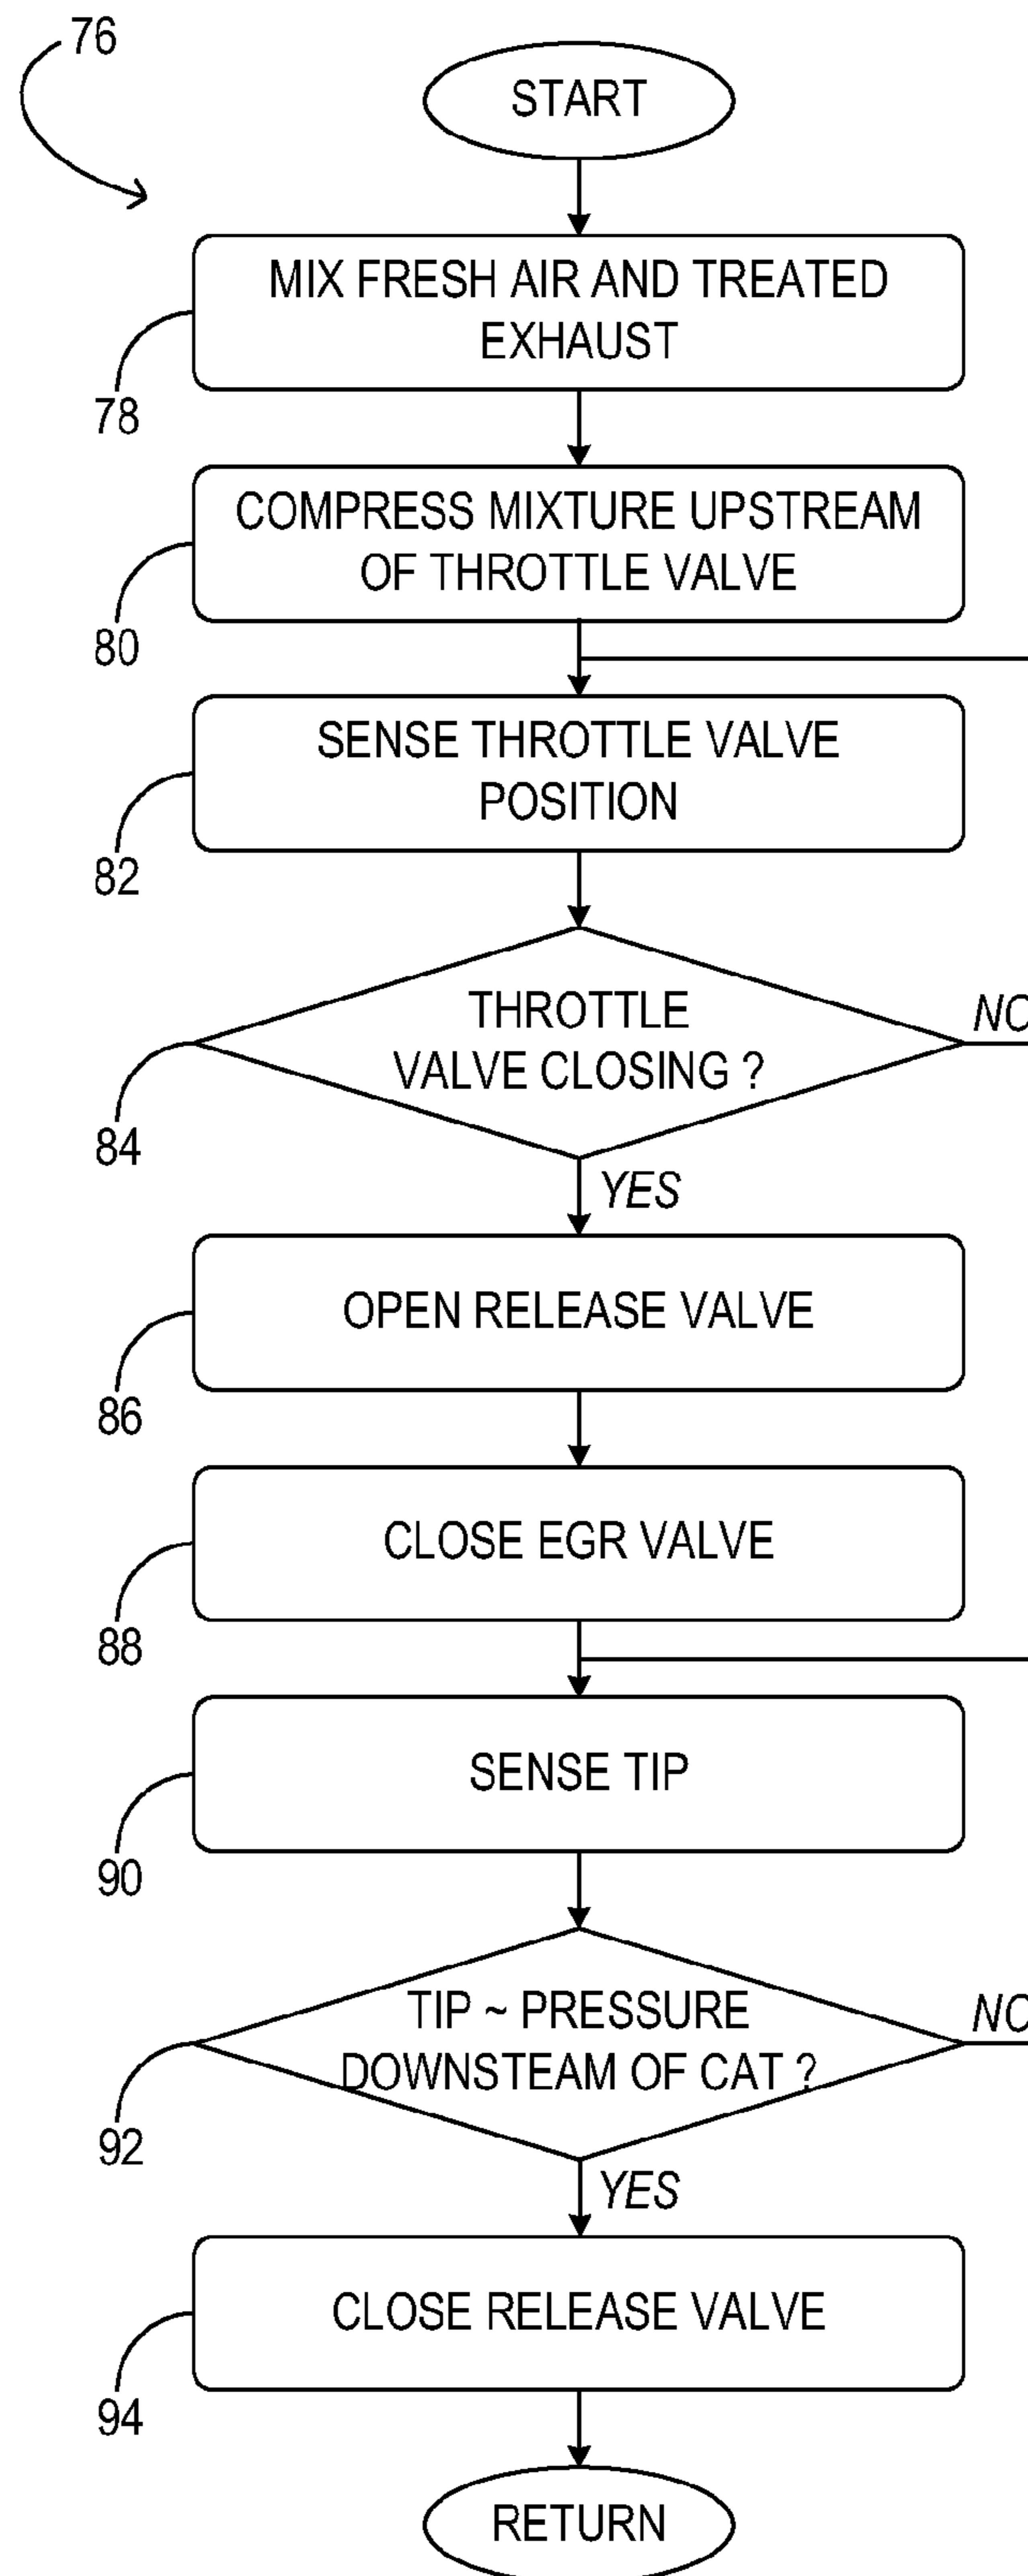 76
START
MIX FRESH AIR AND TREATED
EXHAUST
78
COMPRESS MIXTURE UPSTREAM
OF THROTTLE VALVE
80
SENSE THROTTLE VALVE
POSITION
82
THROTTLE
VALVE CLOSING ?
NO
84
YES
OPEN RELEASE VALVE
86
CLOSE EGR VALVE
88
SENSE TIP
90
TIP ~ PRESSURE
DOWNSTEAM OF CAT ?
NO
92
YES
CLOSE RELEASE VALVE
94
RETURN